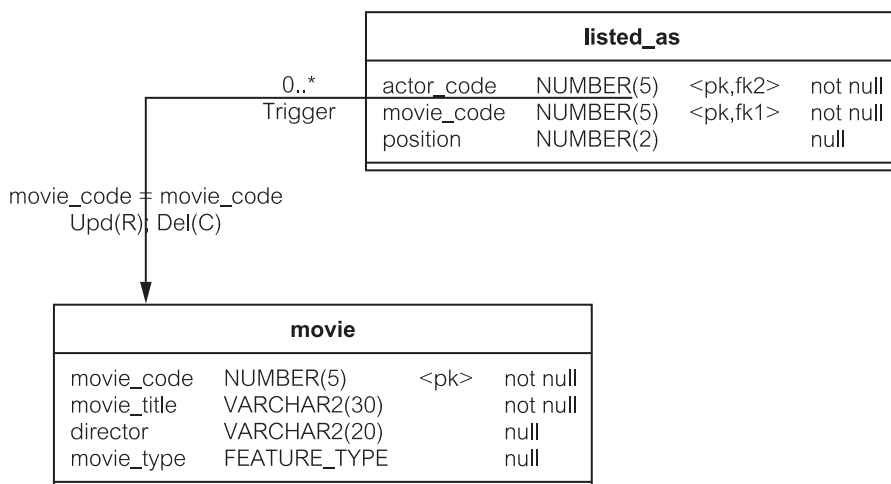 listed_as
0..*
Trigger
actor_code NUMBER(5) <pk,fk2> not null
movie_code NUMBER(5) <pk,fk1> not null
position NUMBER(2) null
movie_code = movie_code
Upd(R); Del(C)
movie
movie_code NUMBER(5) <pk> not null
movie_title VARCHAR2(30) not null
director VARCHAR2(20) null
movie_type FEATURE_TYPE null